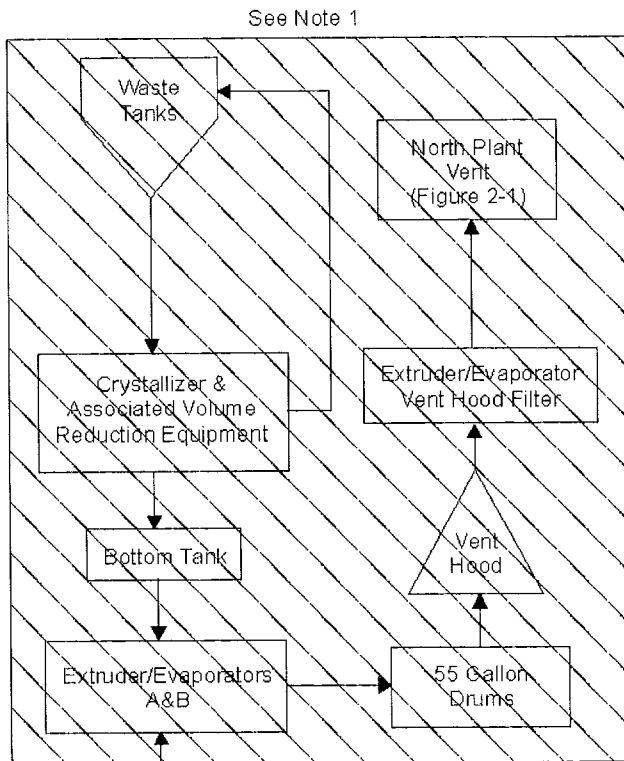 See Note 1
Waste
Tanks
North Plant
Vent
(Figure 2-1)
Crystallizer &
Associated Volume
Reduction Equipment
Extruder/Evaporator
Vent Hood Filter
Bottom Tank
Vent
Hood
Extruder/Evaporators
A&B
55 Gallon
Drums